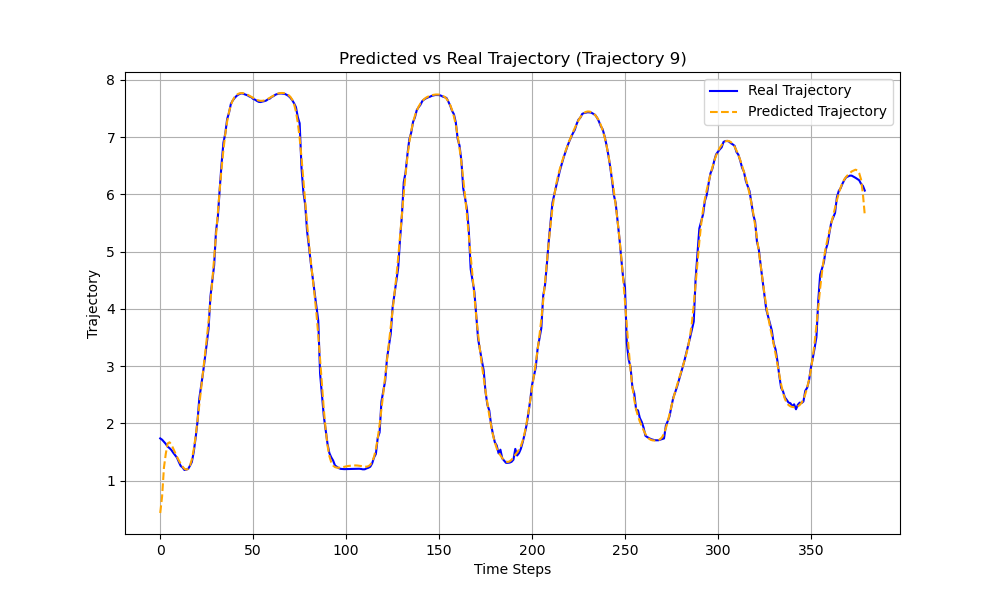 Predicted vs Real Trajectory (Trajectory 9)
Real Trajectory
Predicted Trajectory
8
7
6
5
4
3
2
1
Trajectory
0 50 100 150 200 250 300 350
Time Steps